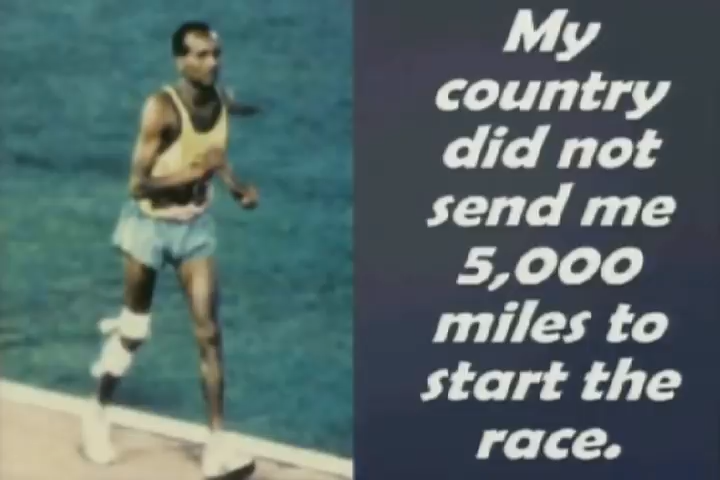 My
country
did not
send me
5,000
miles to
start the
race.